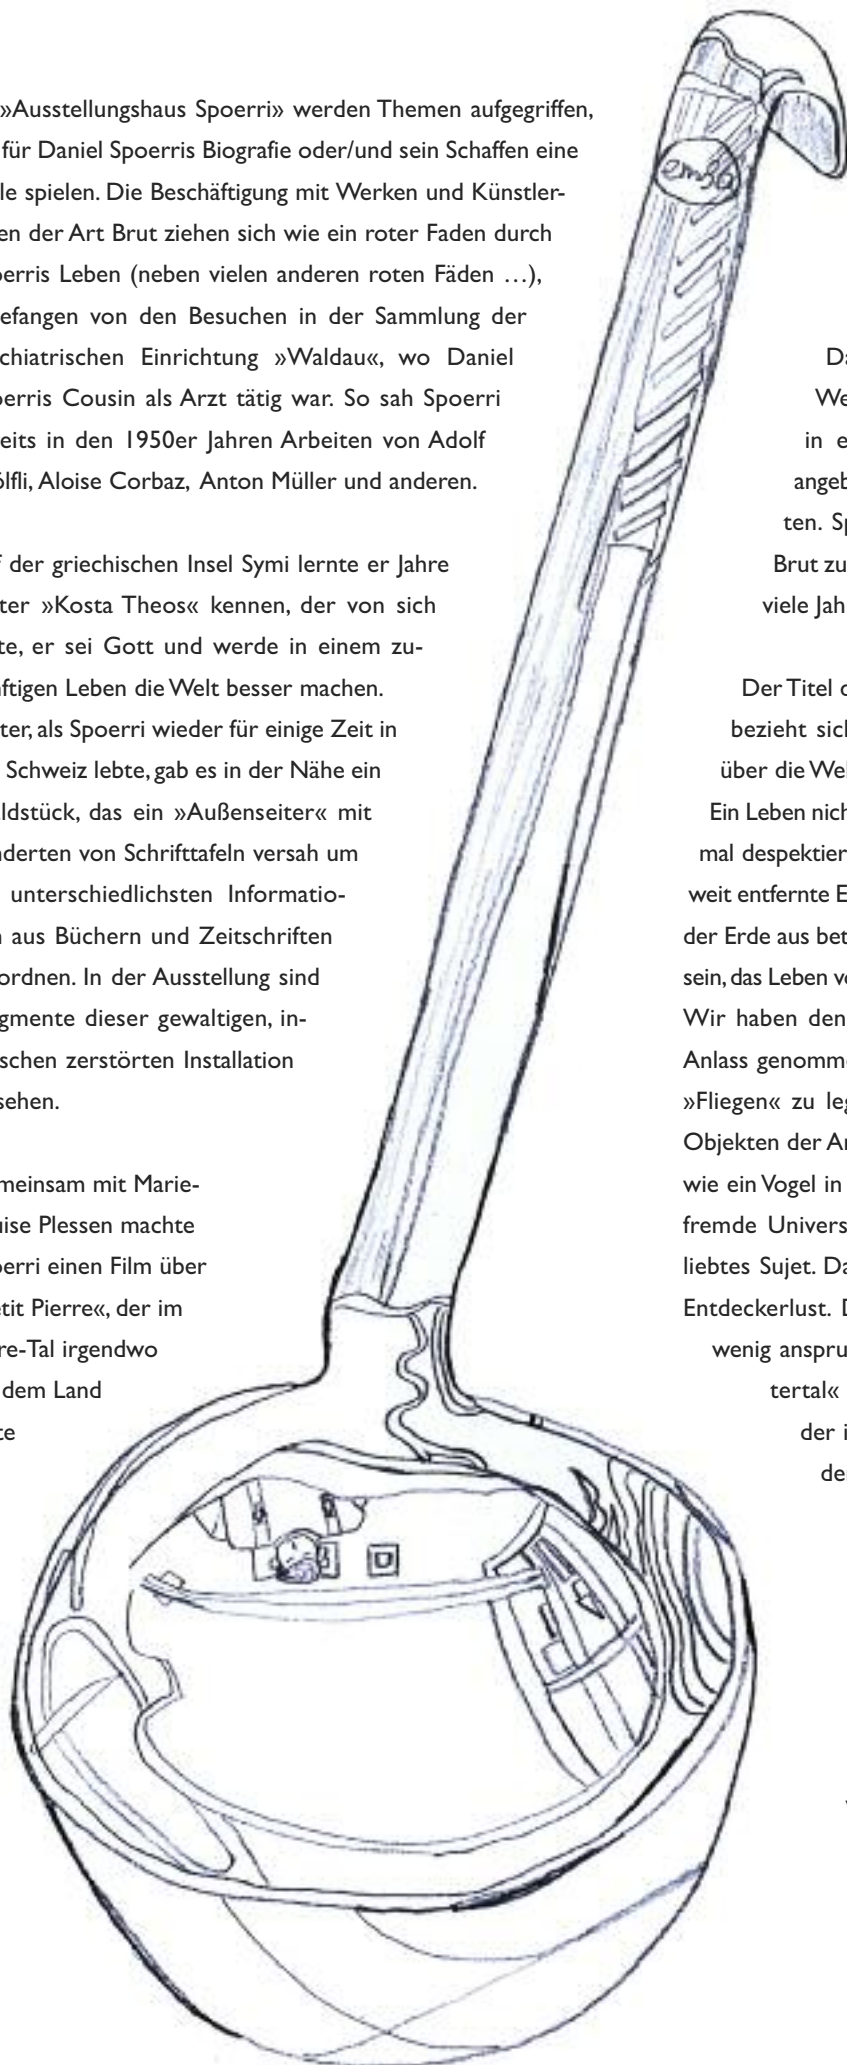 »Ausstellungshaus Spoerri» werden Themen aufgegriffen,
für Daniel Spoerris Biografie oder/und sein Schaffen eine
le spielen. Die Beschäftigung mit Werken und Künstler-
en der Art Brut ziehen sich wie ein roter Faden durch
oerris Leben (neben vielen anderen roten Fäden …),
efangen von den Besuchen in der Sammlung der
chiatrischen Einrichtung »Waldau«, wo Daniel
oerris Cousin als Arzt tätig war. So sah Spoerri
eits in den 1950er Jahren Arbeiten von Adolf
ölfli, Aloise Corbaz, Anton Müller und anderen.
f der griechischen Insel Symi lernte er Jahre
ter »Kosta Theos« kennen, der von sich
te, er sei Gott und werde in einem zu-
nftigen Leben die Welt besser machen.
ter, als Spoerri wieder für einige Zeit in
Schweiz lebte, gab es in der Nähe ein
ldstück, das ein »Außenseiter« mit
nderten von Schrifttafeln versah um
unterschiedlichsten Informatio-
n aus Büchern und Zeitschriften
ordnen. In der Ausstellung sind
gmente dieser gewaltigen, in-
schen zerstörten Installation
sehen.
meinsam mit Marie-
uise Plessen machte
oerri einen Film über
etit Pierre«, der im
re-Tal irgendwo
dem Land
te
em36
Da
We
in e
angeb
ten. Sp
Brut zu
viele Jah
Der Titel d
bezieht sich
über die Wel
Ein Leben nich
mal despektier
weit entfernte E
der Erde aus bet
sein, das Leben vo
Wir haben den
Anlass genomme
»Fliegen« zu leg
Objekten der Ar
wie ein Vogel in
fremde Univers
liebtes Sujet. Da
Entdeckerlust. D
wenig anspru
tertal«
der i
der